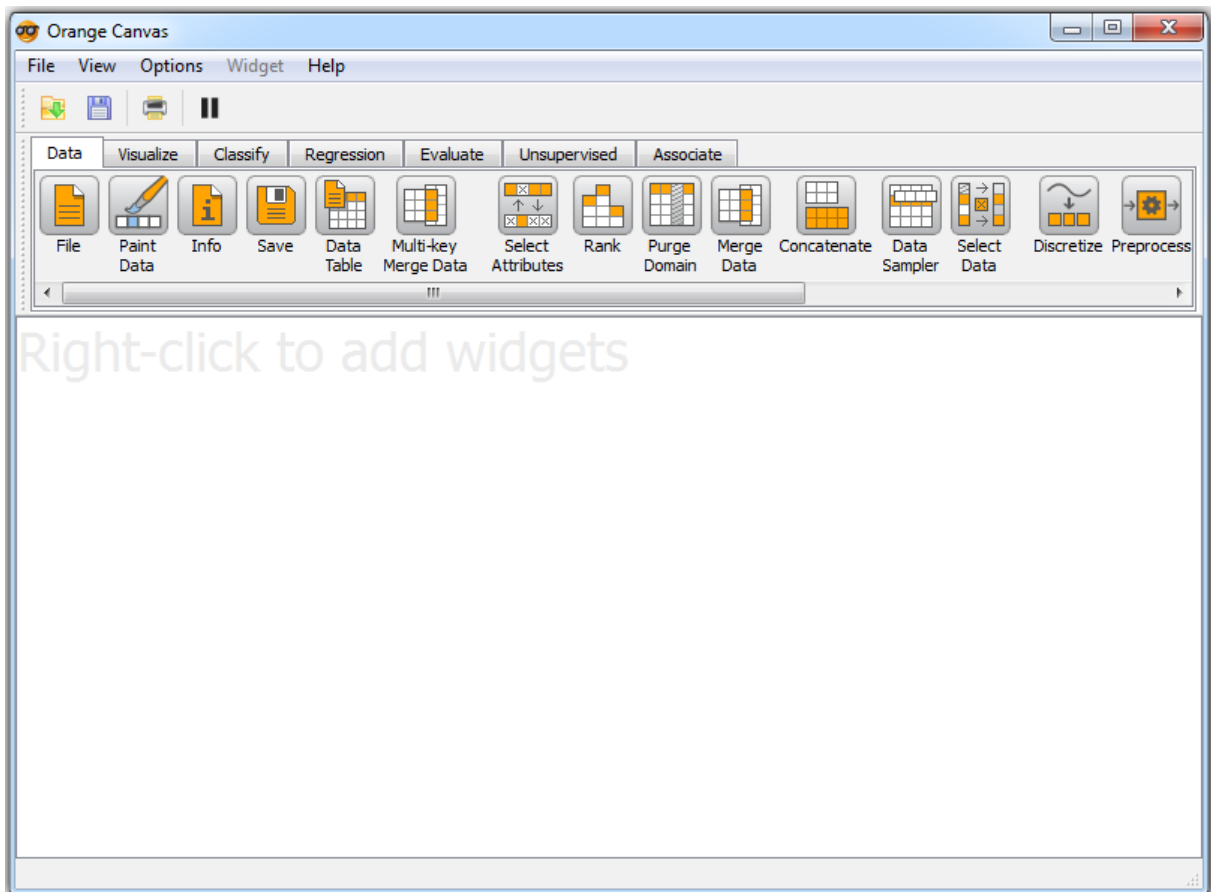 Orange Canvas
File View Options Widget Help
Data Visualize Classify Regression Evaluate Unsupervised Associate
File Paint Info Save Data Multi-key Select Rank Purge Merge Concatenate Data Select Discretize Preprocess
Data Table Merge Data Attributes Domain Data Sampler Data
Right-click to add widgets